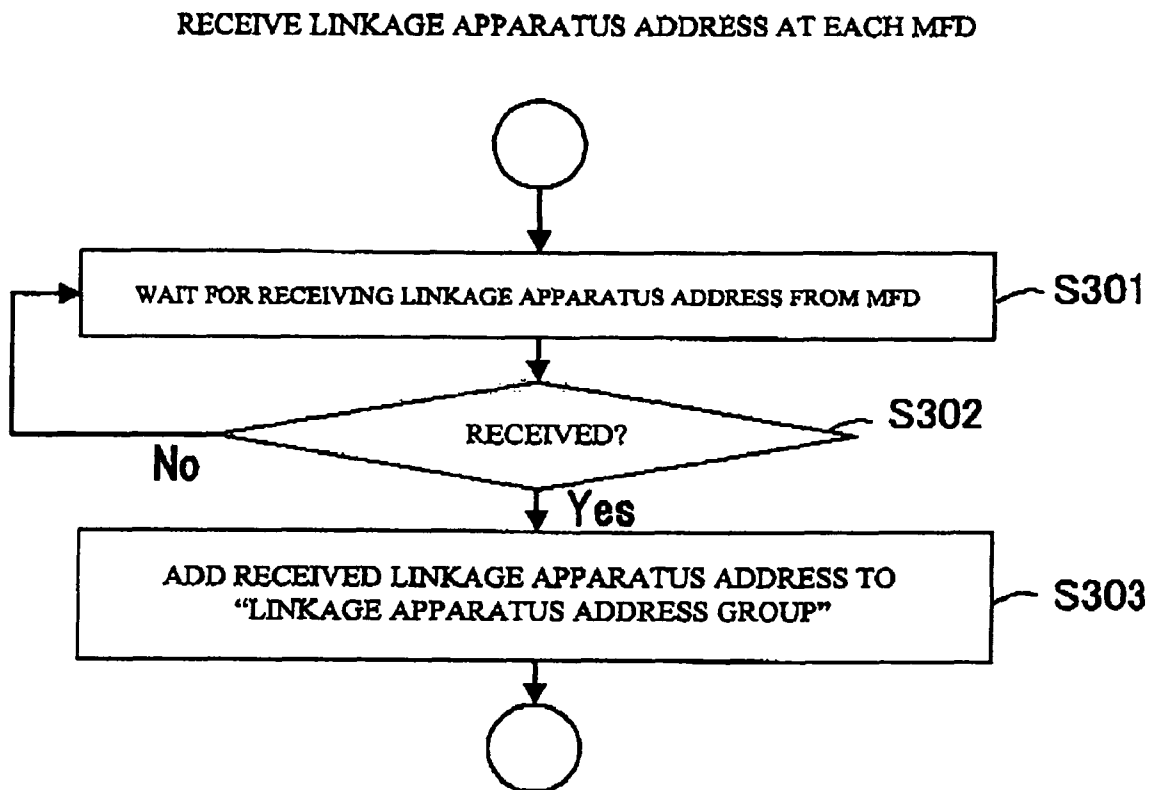 RECEIVE LINKAGE APPARATUS ADDRESS AT EACH MFD
WAIT FOR RECEIVING LINKAGE APPARATUS ADDRESS FROM MFD
S301
RECEIVED?
S302
No
Yes
ADD RECEIVED LINKAGE APPARATUS ADDRESS TO
“LINKAGE APPARATUS ADDRESS GROUP”
S303